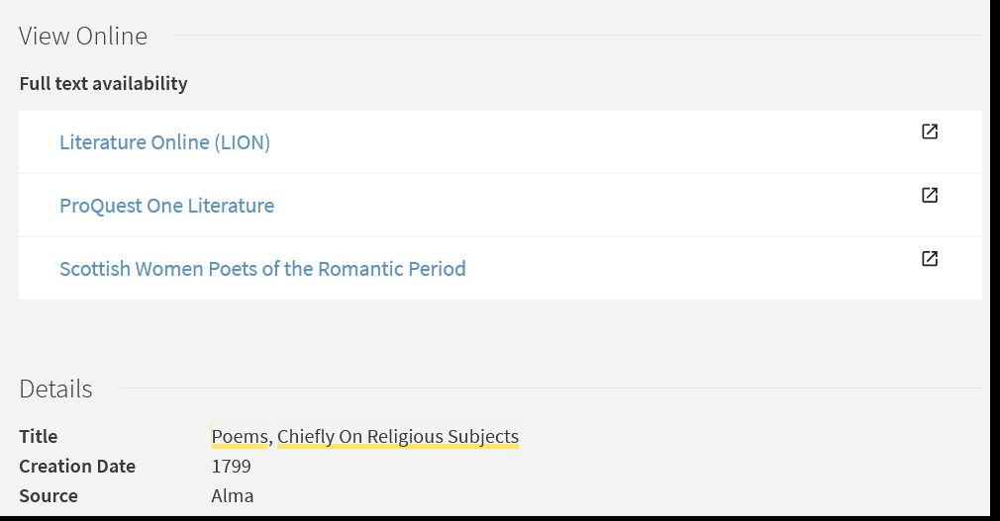 View Online
Full text availability
Literature Online (LION)
ProQuest One Literature
Scottish Women Poets of the Romantic Period
Details
Title Poems, Chiefly On Religious Subjects
Creation Date 1799
Source Alma